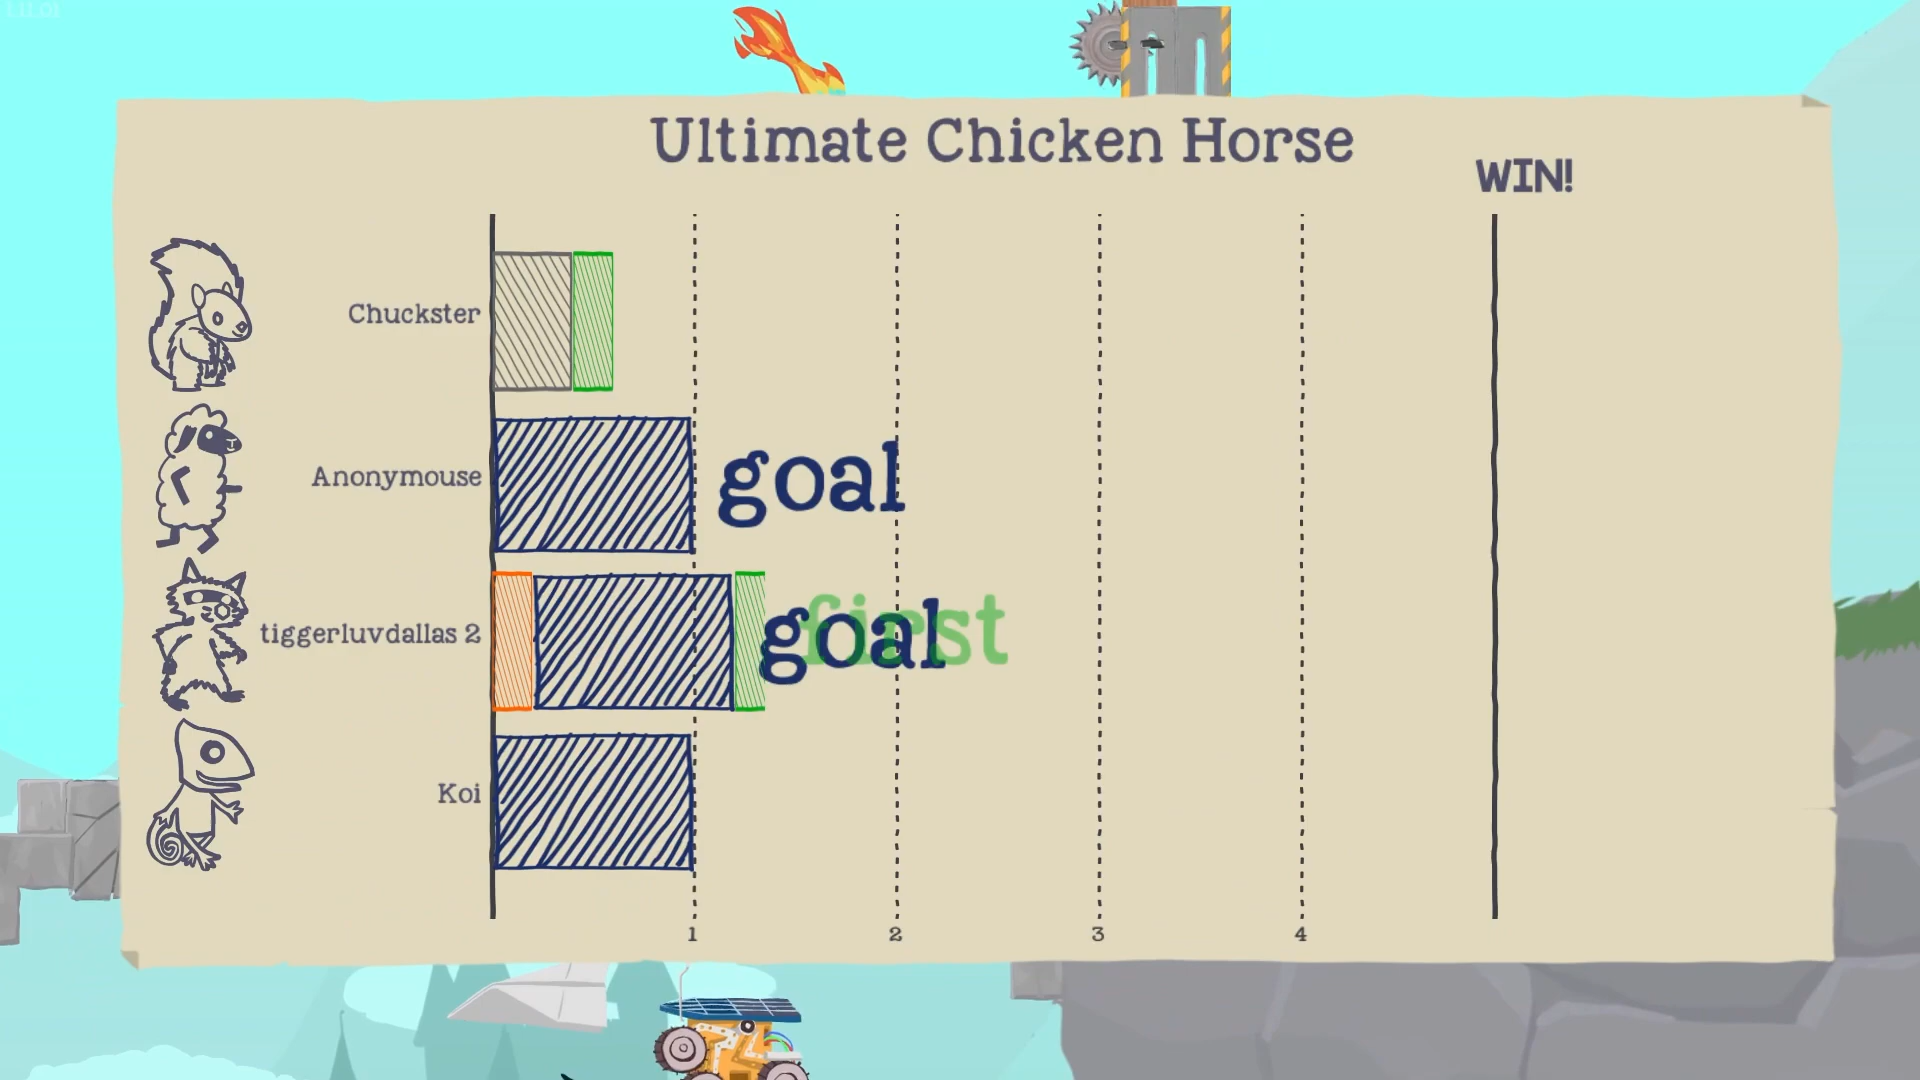 Ultimate Chicken Horse
WIN!
Chuckster
Anonymouse
goal
tiggerluvdallas 2
goal
first
Koi
1
2
3
4